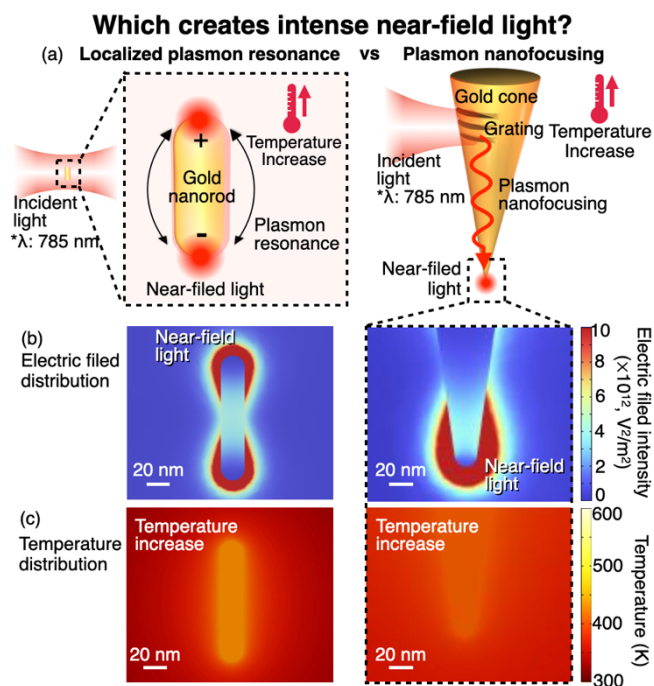 Which creates intense near-field light?
(a) Localized plasmon resonance vs Plasmon nanofocusing
Temperature
Increase
+
Gold
nanorod
-
Plasmon
resonance
Near-filed light
Incident
light
*λ: 785 nm
Gold cone
Grating
Temperature
Increase
Incident
light
*λ: 785 nm
Plasmon
nanofocusing
Near-filed
light
(b)
Electric filed
distribution
Near-field
light
20 nm
Near-field
light
20 nm
10
8
6
4
2
0
Electric filed intensity
(×10¹², V²/m²)
(c)
Temperature
distribution
Temperature
increase
20 nm
Temperature
increase
20 nm
600
500
400
300
Temperature (K)